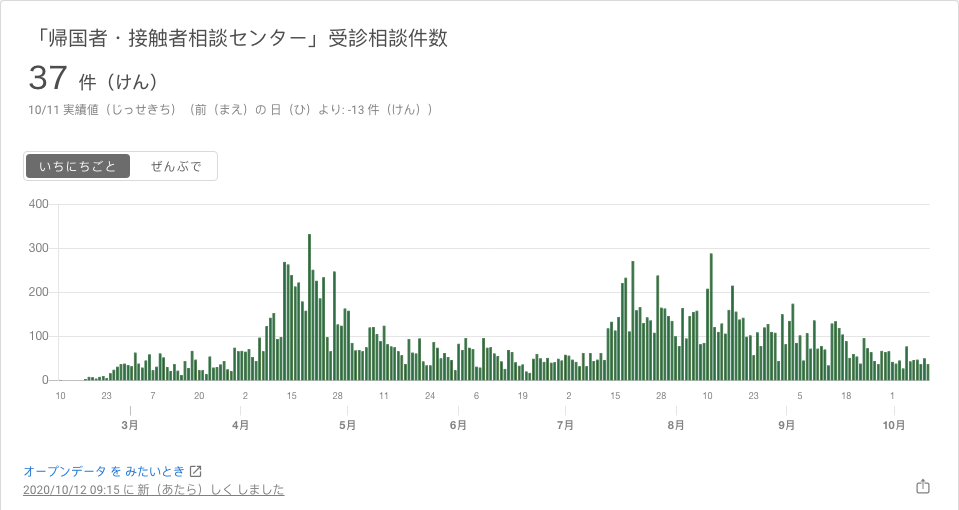 「帰国者・接触者相談センター」受診相談件数
37 件（けん）
10/11 実績値（じっせきち）（前（まえ）の 日（ひ）より: -13 件（けん））
いちにちごと ぜんぶで
400
300
200
100
0
10 23 7 20 2 15 28 11 24 6 19 2 15 28 10 23 5 18 1
3月 4月 5月 6月 7月 8月 9月 10月
オープンデータ を みたいとき
2020/10/12 09:15 に 新（あたら）しく しました